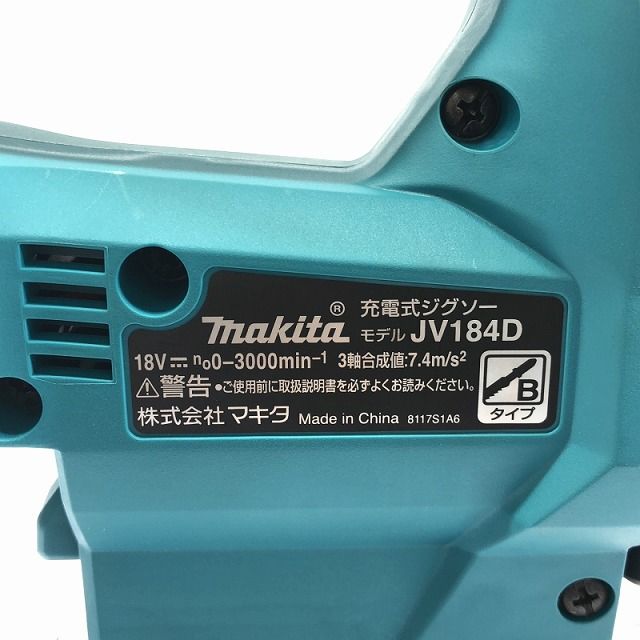 makita® 充電式ジグソー
モデル JV184D
18V⎓ n₀0-3000min⁻¹ 3軸合成値:7.4m/s²
⚠警告 •ご使用前に取扱説明書を必ずよくお読みください。
株式会社マキタ Made in China 8117S1A6
B
タイプ